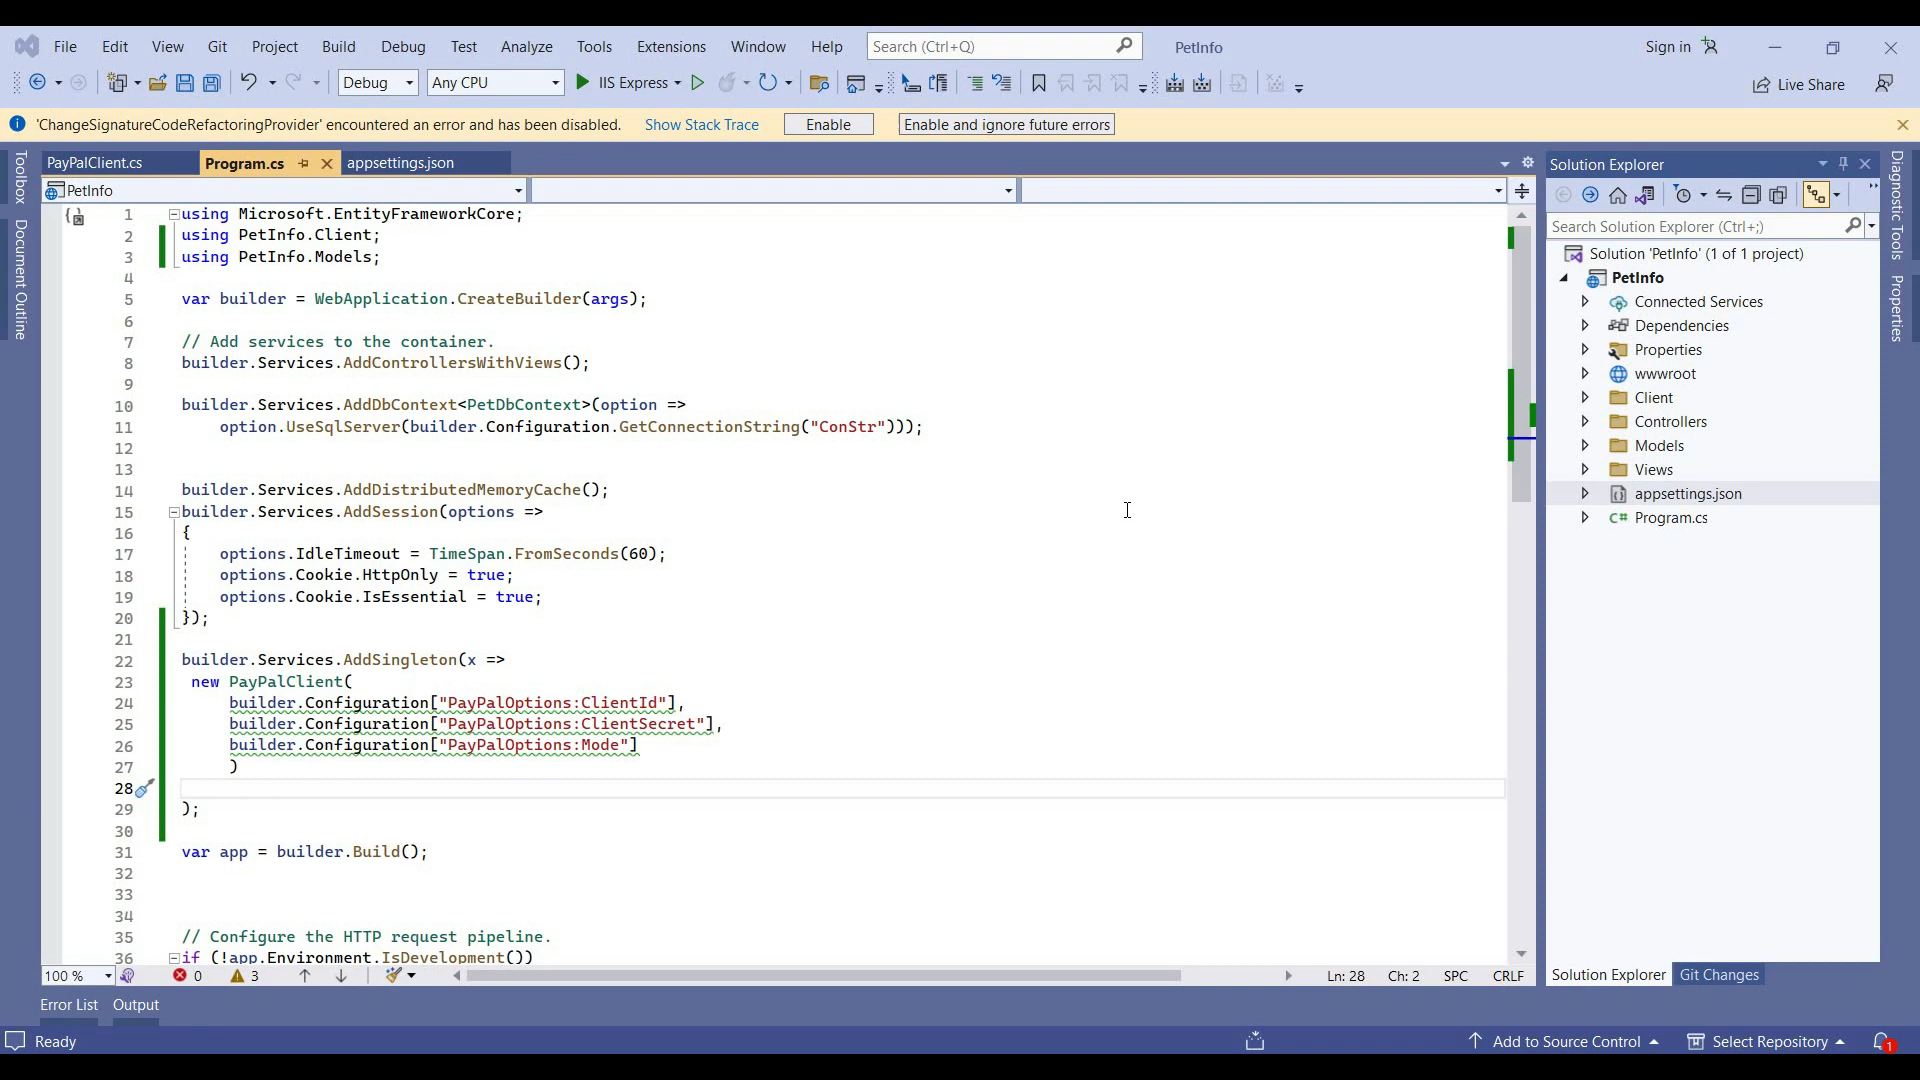 File Edit View Git Project Build Debug Test Analyze Tools Extensions Window Help Search (Ctrl+Q) PetInfo Sign in
Debug Any CPU IIS Express Live Share
'ChangeSignatureCodeRefactoringProvider' encountered an error and has been disabled. Show Stack Trace Enable Enable and ignore future errors
Toolbox
Document Outline
PayPalClient.cs Program.cs appsettings.json
PetInfo
1 using Microsoft.EntityFrameworkCore;
2 using PetInfo.Client;
3 using PetInfo.Models;
4
5 var builder = WebApplication.CreateBuilder(args);
6
7 // Add services to the container.
8 builder.Services.AddControllersWithViews();
9
10 builder.Services.AddDbContext<PetDbContext>(option =>
11 option.UseSqlServer(builder.Configuration.GetConnectionString("ConStr")));
12
13
14 builder.Services.AddDistributedMemoryCache();
15 builder.Services.AddSession(options =>
16 {
17 options.IdleTimeout = TimeSpan.FromSeconds(60);
18 options.Cookie.HttpOnly = true;
19 options.Cookie.IsEssential = true;
20 });
21
22 builder.Services.AddSingleton(x =>
23 new PayPalClient(
24 builder.Configuration["PayPalOptions:ClientId"],
25 builder.Configuration["PayPalOptions:ClientSecret"],
26 builder.Configuration["PayPalOptions:Mode"]
27 )
28
29 );
30
31 var app = builder.Build();
32
33
34
35 // Configure the HTTP request pipeline.
36 if (!app.Environment.IsDevelopment())
100 % 0 3 Ln: 28 Ch: 2 SPC CRLF
Solution Explorer
Search Solution Explorer (Ctrl+;)
Solution 'PetInfo' (1 of 1 project)
PetInfo
Connected Services
Dependencies
Properties
wwwroot
Client
Controllers
Models
Views
appsettings.json
C# Program.cs
Solution Explorer Git Changes
Diagnostic Tools
Properties
Error List Output
Ready Add to Source Control Select Repository 1